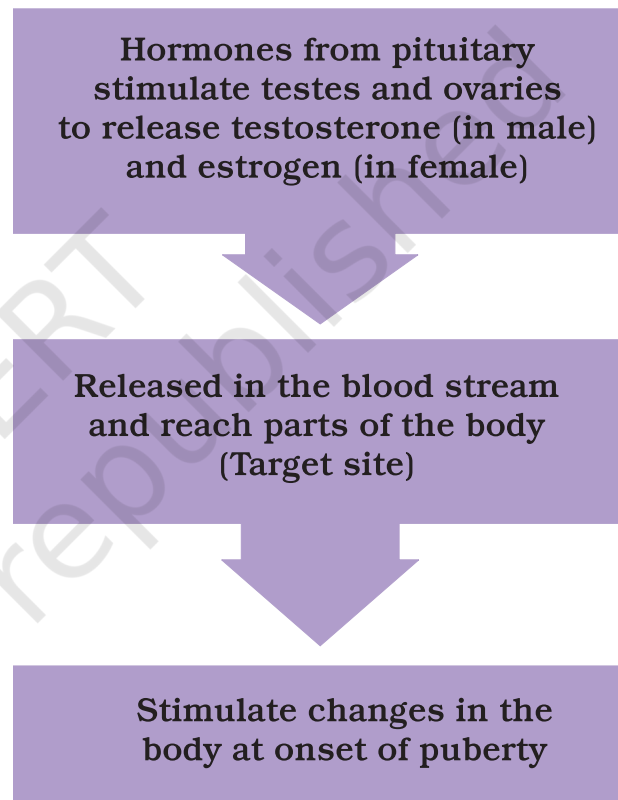 Hormones from pituitary
stimulate testes and ovaries
to release testosterone (in male)
and estrogen (in female)
Released in the blood stream
and reach parts of the body
(Target site)
Stimulate changes in the
body at onset of puberty
ERT
republished